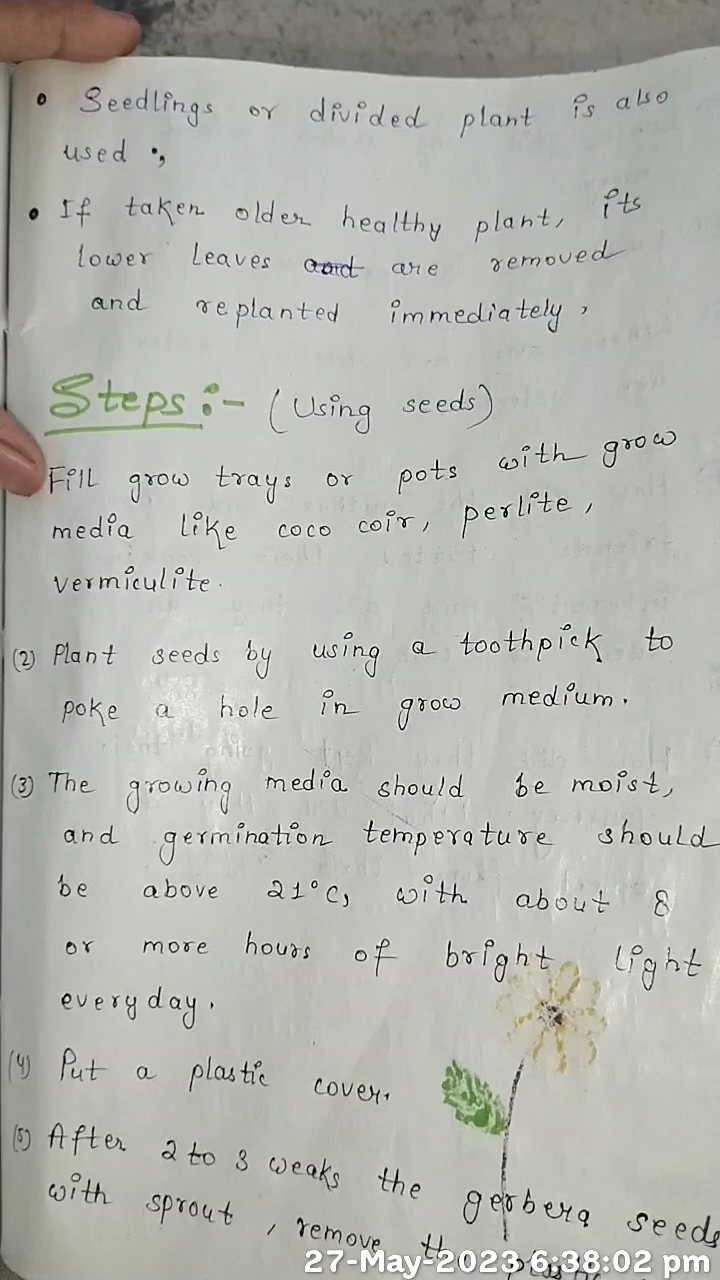 • Seedlings or divided plant is also
used .,
• If taken older healthy plant, its
lower leaves are removed
and replanted immediately,
Steps:- (Using seeds)
Fill grow trays or pots with grow
media like coco coir, perlite,
vermiculite.
(2) Plant seeds by using a toothpick to
poke a hole in grow medium.
(3) The growing media should be moist,
and germination temperature should
be above 21°C, with about 8
or more hours of bright light
everyday.
(4) Put a plastic cover.
(5) After 2 to 3 weaks the gerbera seeds
with sprout, remove the
27-May-2023 6:38:02 pm